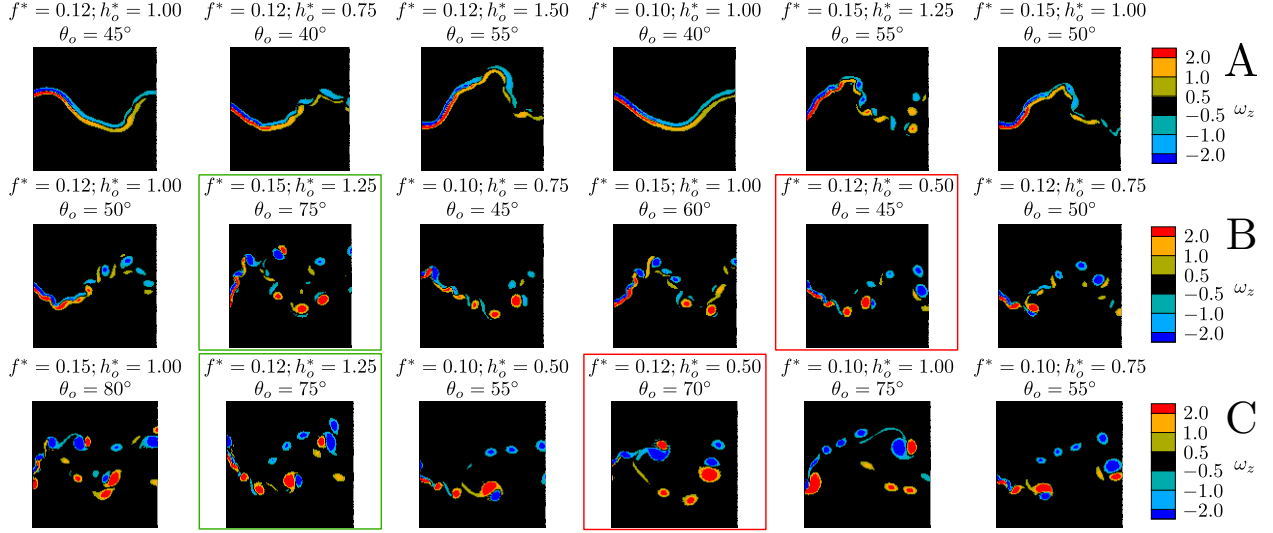 f* = 0.12; h*ₒ = 1.00 f* = 0.12; h*ₒ = 0.75 f* = 0.12; h*ₒ = 1.50 f* = 0.10; h*ₒ = 1.00 f* = 0.15; h*ₒ = 1.25 f* = 0.15; h*ₒ = 1.00
θₒ = 45° θₒ = 40° θₒ = 55° θₒ = 40° θₒ = 55° θₒ = 50°
A
2.0
1.0
0.5
−0.5
−1.0
−2.0
ω_z
f* = 0.12; h*ₒ = 1.00 f* = 0.15; h*ₒ = 1.25 f* = 0.10; h*ₒ = 0.75 f* = 0.15; h*ₒ = 1.00 f* = 0.12; h*ₒ = 0.50 f* = 0.12; h*ₒ = 0.75
θₒ = 50° θₒ = 75° θₒ = 45° θₒ = 60° θₒ = 45° θₒ = 50°
B
2.0
1.0
0.5
−0.5
−1.0
−2.0
ω_z
f* = 0.15; h*ₒ = 1.00 f* = 0.12; h*ₒ = 1.25 f* = 0.10; h*ₒ = 0.50 f* = 0.12; h*ₒ = 0.50 f* = 0.10; h*ₒ = 1.00 f* = 0.10; h*ₒ = 0.75
θₒ = 80° θₒ = 75° θₒ = 55° θₒ = 70° θₒ = 75° θₒ = 55°
C
2.0
1.0
0.5
−0.5
−1.0
−2.0
ω_z